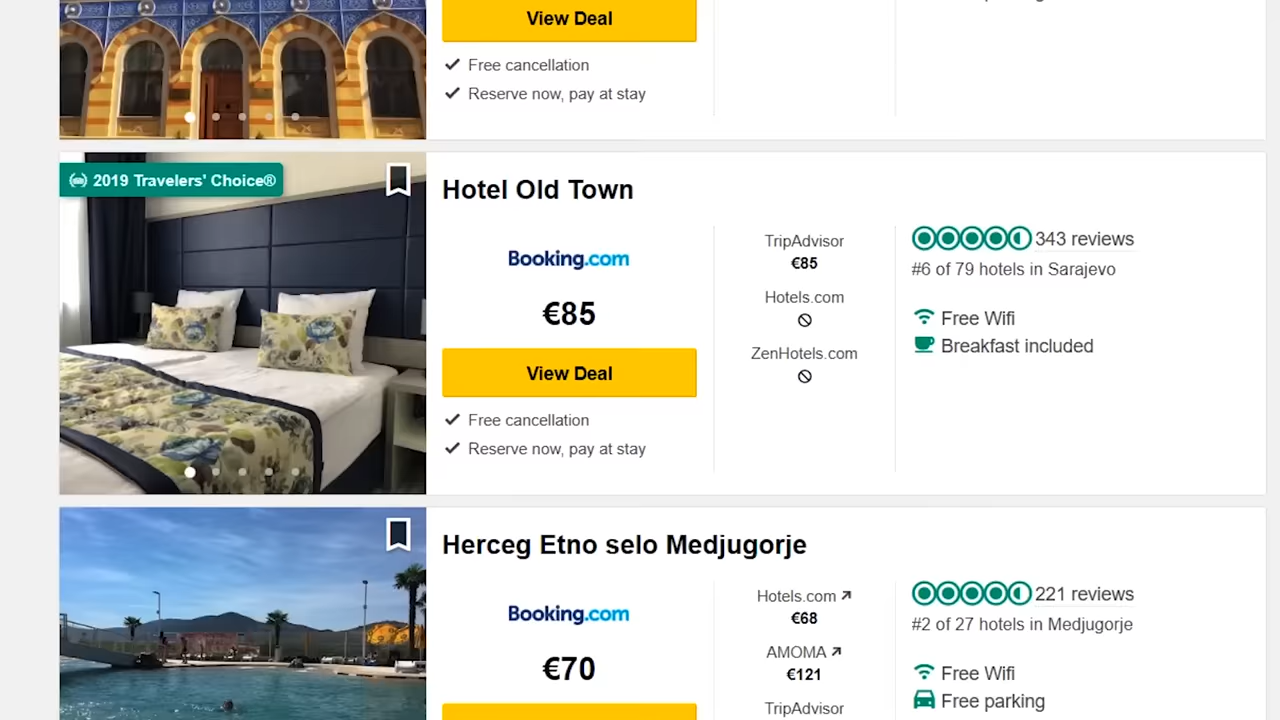 View Deal
Free cancellation
Reserve now, pay at stay
2019 Travelers' Choice®
Hotel Old Town
Booking.com
€85
View Deal
Free cancellation
Reserve now, pay at stay
TripAdvisor
€85
Hotels.com
ZenHotels.com
343 reviews
#6 of 79 hotels in Sarajevo
Free Wifi
Breakfast included
Herceg Etno selo Medjugorje
Booking.com
€70
Hotels.com
€68
AMOMA
€121
TripAdvisor
221 reviews
#2 of 27 hotels in Medjugorje
Free Wifi
Free parking